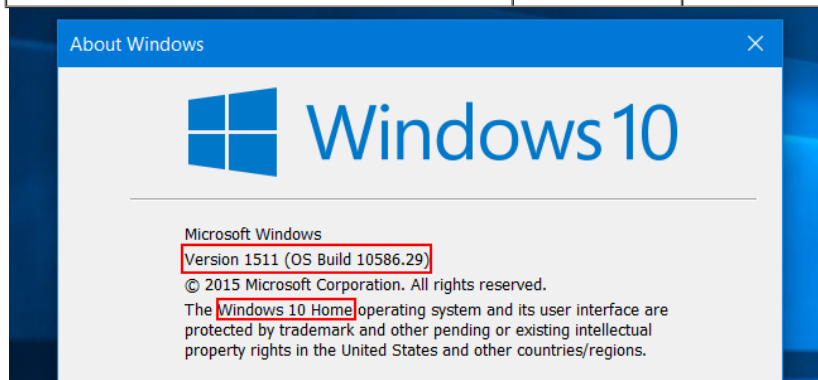 About Windows
Windows 10
Microsoft Windows
Version 1511 (OS Build 10586.29)
© 2015 Microsoft Corporation. All rights reserved.
The Windows 10 Home operating system and its user interface are
protected by trademark and other pending or existing intellectual
property rights in the United States and other countries/regions.